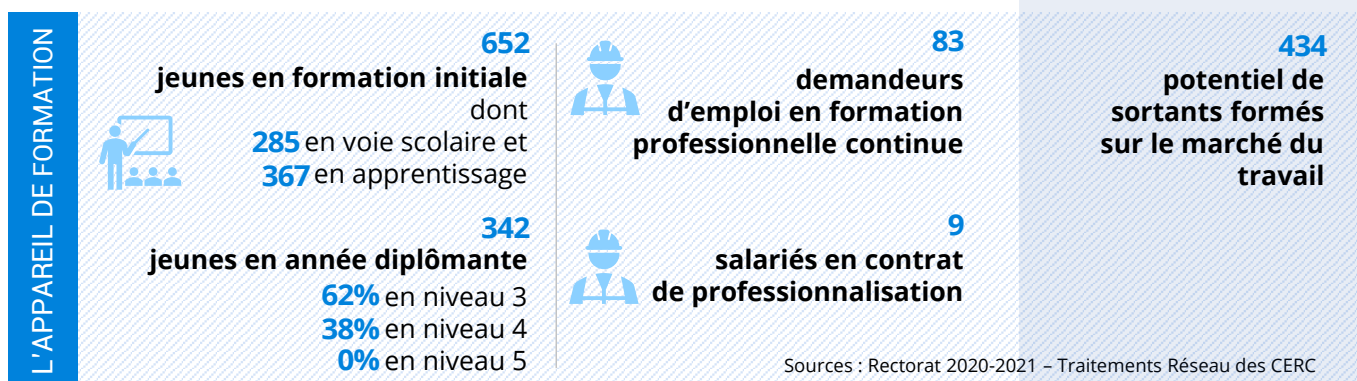 L'APPAREIL DE FORMATION
652
jeunes en formation initiale
dont
285 en voie scolaire et
367 en apprentissage
342
jeunes en année diplômante
62% en niveau 3
38% en niveau 4
0% en niveau 5
83
demandeurs
d’emploi en formation
professionnelle continue
9
salariés en contrat
de professionnalisation
434
potentiel de
sortants formés
sur le marché du
travail
Sources : Rectorat 2020-2021 – Traitements Réseau des CERC